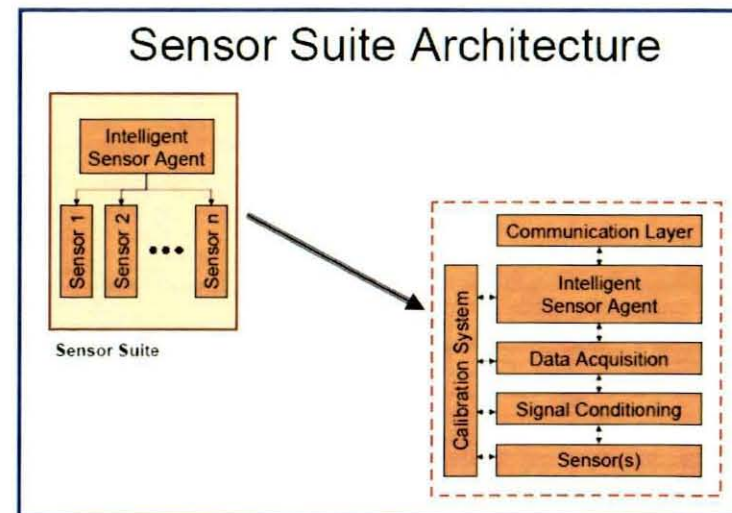 Sensor Suite Architecture
Intelligent
Sensor Agent
Sensor 1
Sensor 2
Sensor n
Sensor Suite
Communication Layer
Calibration System
Intelligent
Sensor Agent
Data Acquisition
Signal Conditioning
Sensor(s)